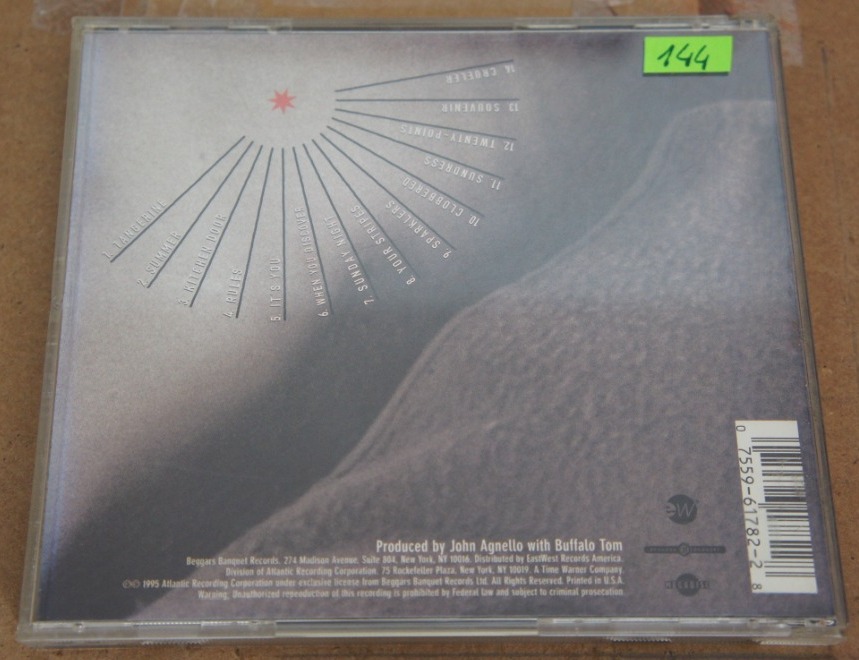 144
1. TANGERINE
2. SUMMER
3. KITCHEN DOOR
4. RULES
5. IT'S YOU
6. WHEN YOU DISCOVER
7. SUNDAY NIGHT
8. YOUR STRIPES
9. SPARKLERS
10. CLOBBERED
11. SUNDRESS
12. TWENTY-POINTS
13. SOUVENIR
14. CRUELER
Produced by John Agnello with Buffalo Tom
Beggars Banquet Records, 274 Madison Avenue, Suite 804, New York, NY 10016. Distributed by EastWest Records America.
Division of Atlantic Recording Corporation. 75 Rockefeller Plaza, New York, NY 10019. A Time Warner Company.
℗© 1995 Atlantic Recording Corporation under exclusive license from Beggars Banquet Records Ltd. All Rights Reserved. Printed in U.S.A.
Warning: Unauthorized reproduction of this recording is prohibited by Federal law and subject to criminal prosecution
ew
0 7559-61782-2 8